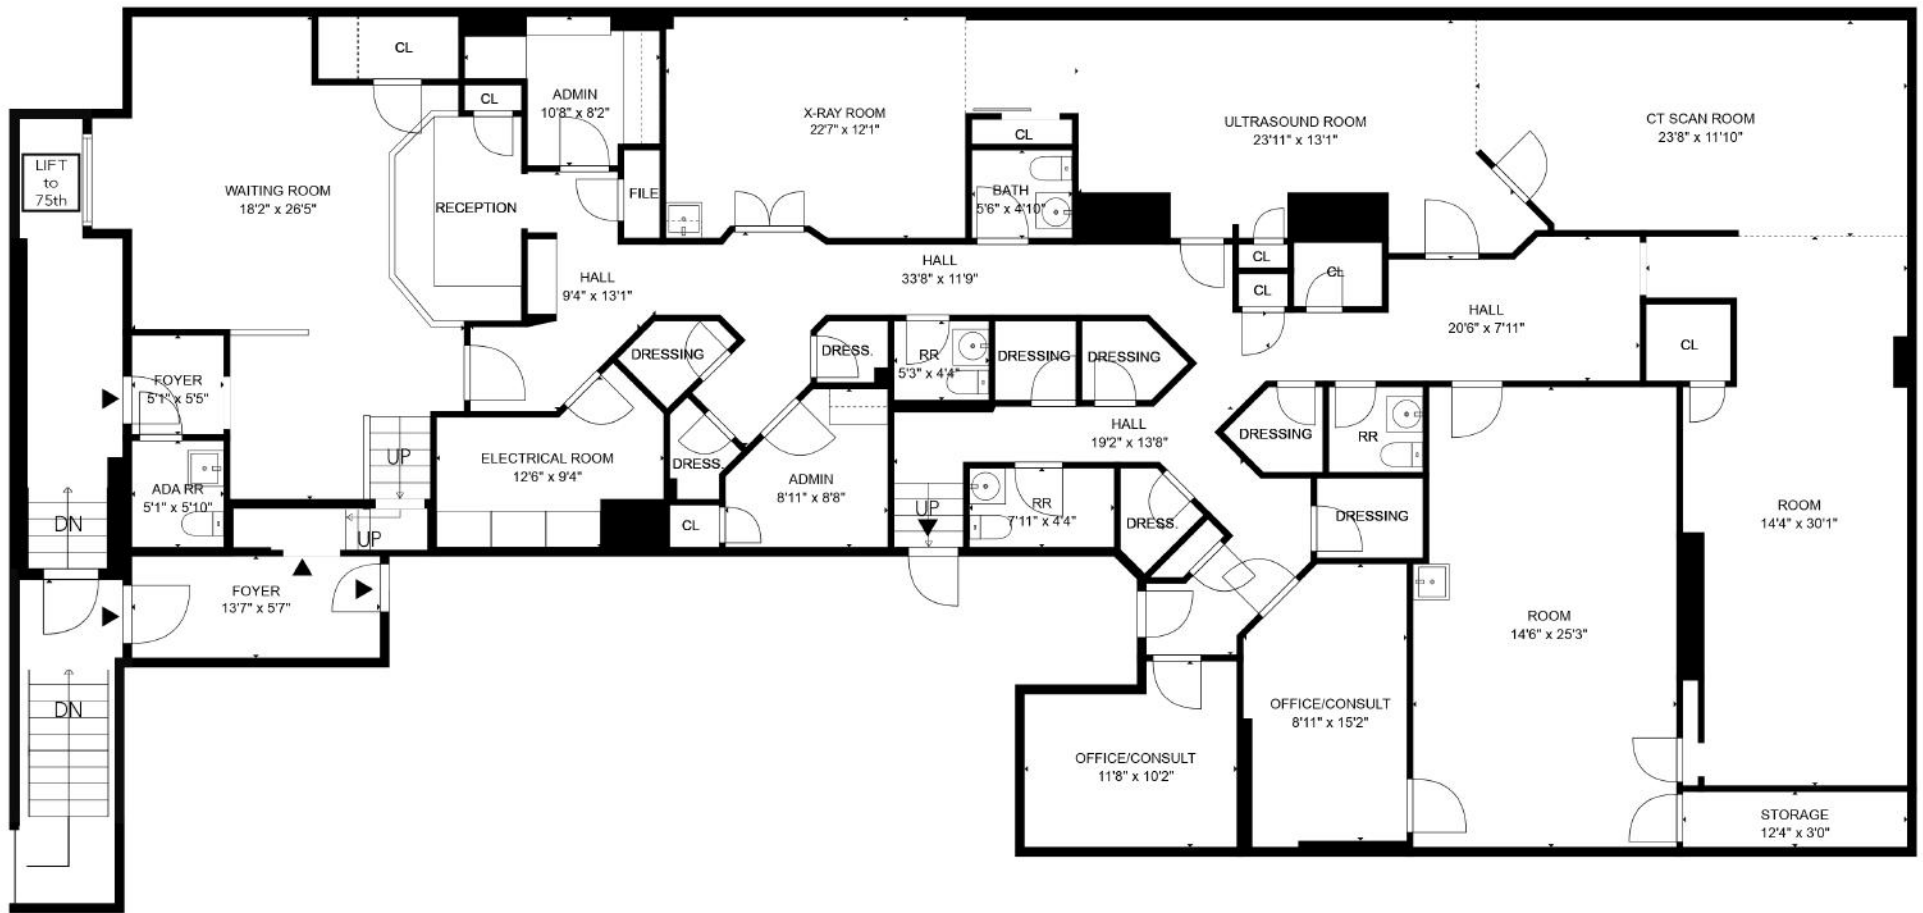 CL
CL
ADMIN
10'8" x 8'2"
X-RAY ROOM
22'7" x 12'1"
CL
ULTRASOUND ROOM
23'11" x 13'1"
CT SCAN ROOM
23'8" x 11'10"
LIFT
to
75th
WAITING ROOM
18'2" x 26'5"
RECEPTION
FILE
BATH
5'6" x 4'10"
HALL
9'4" x 13'1"
HALL
33'8" x 11'9"
CL
CL
CL
HALL
20'6" x 7'11"
CL
FOYER
5'1" x 5'5"
DRESSING
DRESS.
RR
5'3" x 4'4"
DRESSING
DRESSING
HALL
19'2" x 13'8"
DRESSING
RR
UP
ELECTRICAL ROOM
12'6" x 9'4"
DRESS.
ADMIN
8'11" x 8'8"
ADA RR
5'1" x 5'10"
DN
UP
CL
UP
RR
7'11" x 4'4"
DRESS.
DRESSING
ROOM
14'4" x 30'1"
FOYER
13'7" x 5'7"
ROOM
14'6" x 25'3"
DN
OFFICE/CONSULT
8'11" x 15'2"
OFFICE/CONSULT
11'8" x 10'2"
STORAGE
12'4" x 3'0"